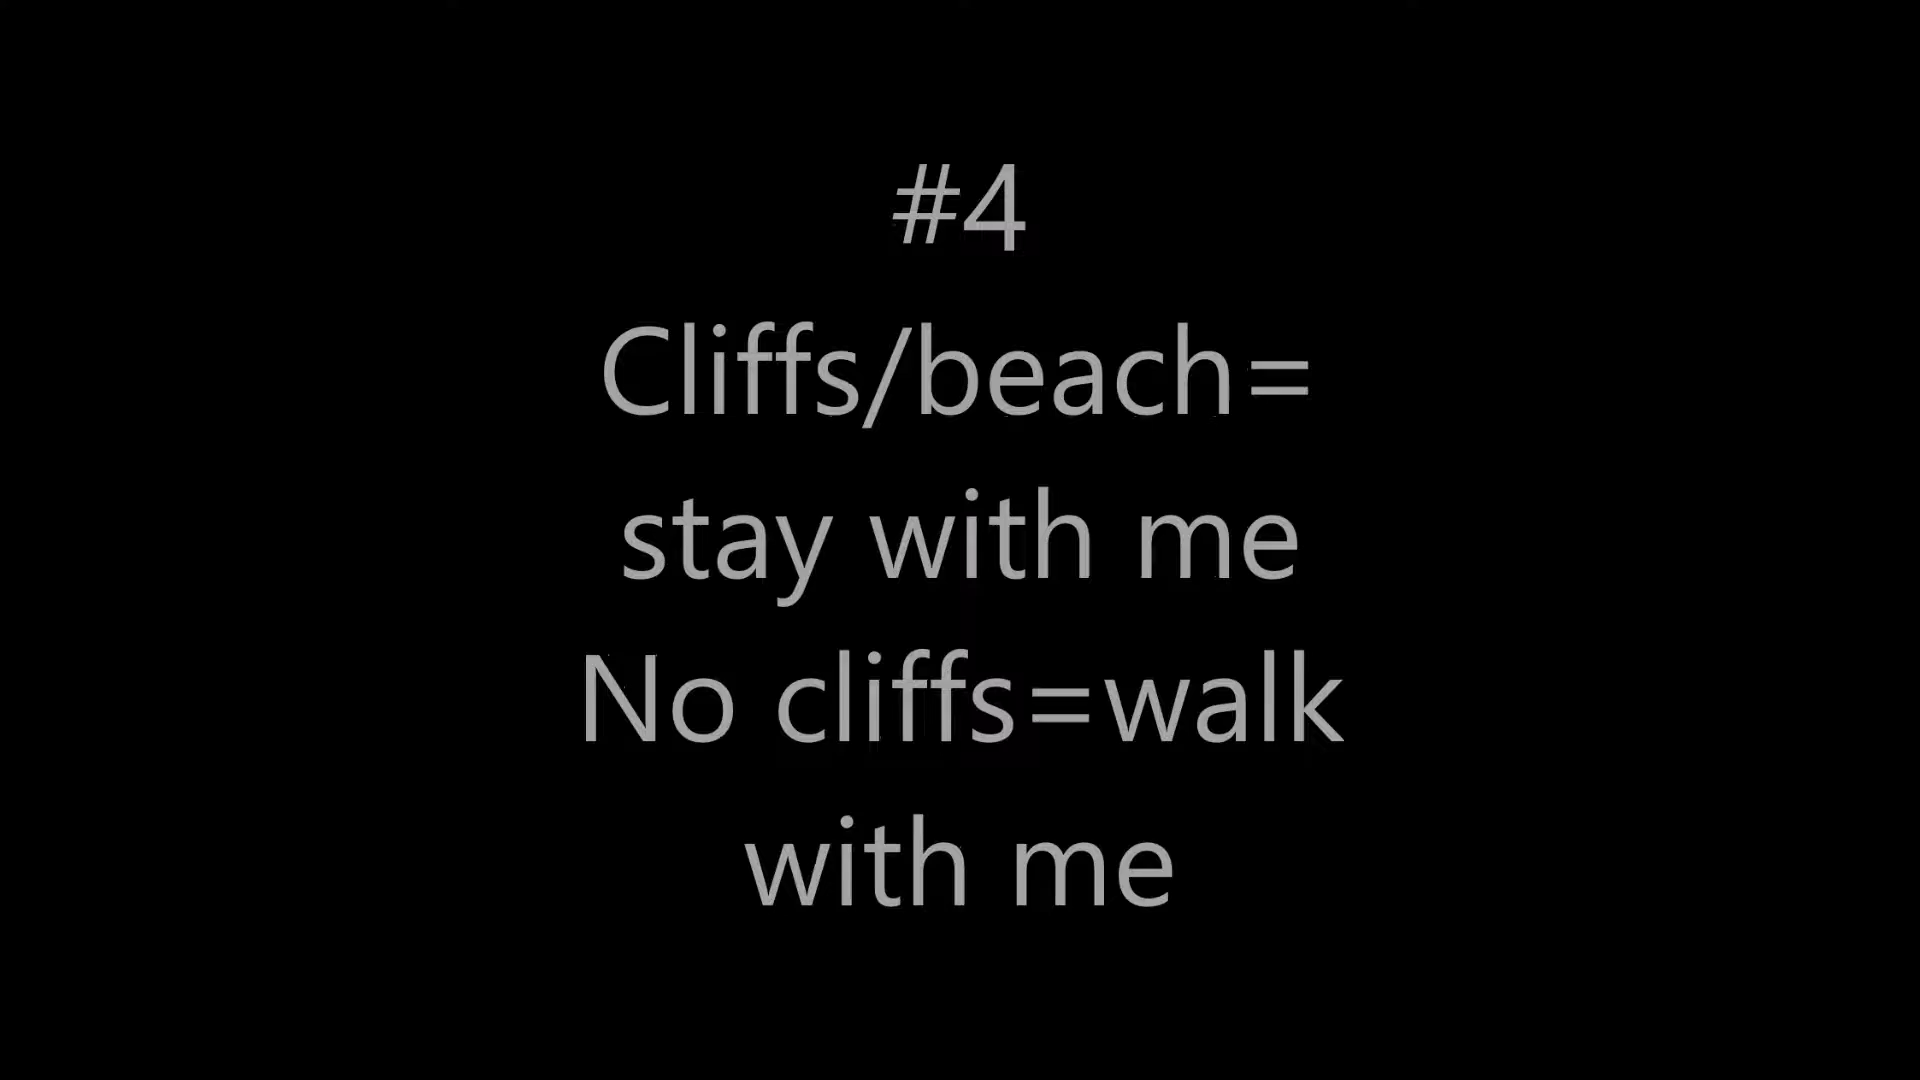 #4
Cliffs/beach=
stay with me
No cliffs=walk
with me